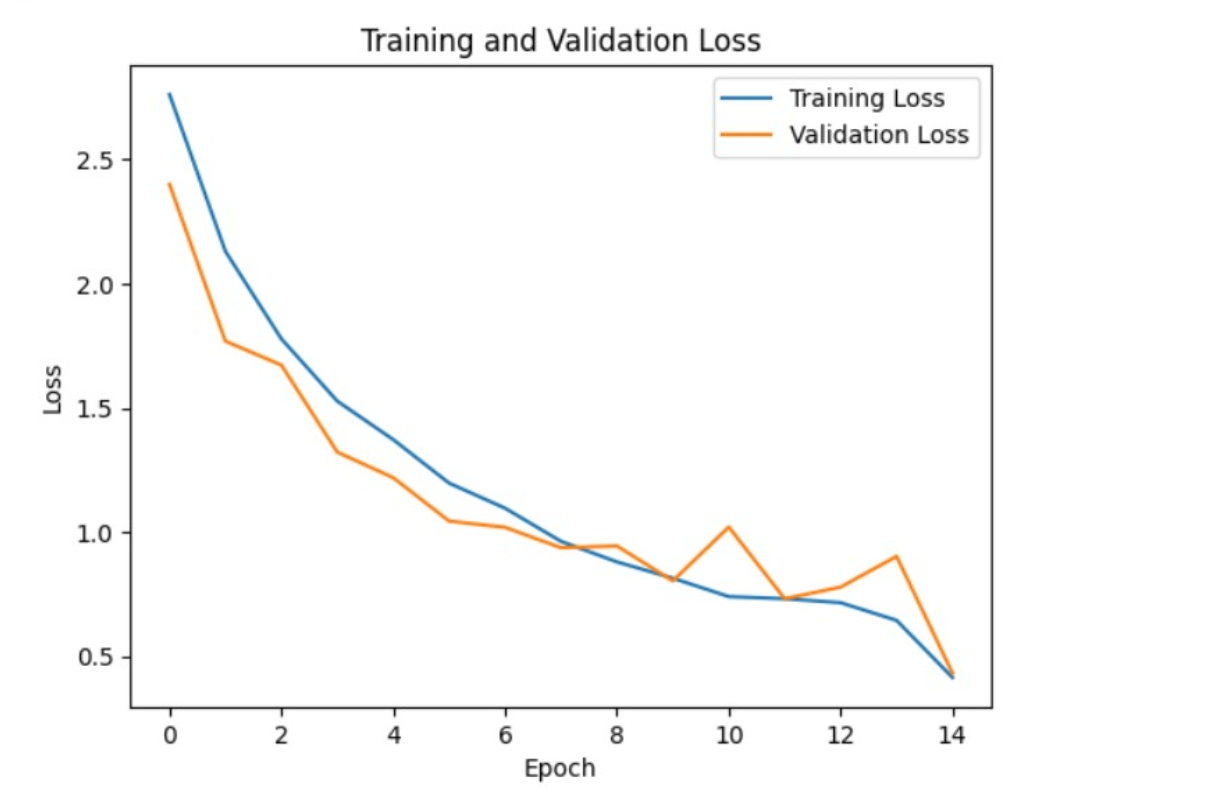 Training and Validation Loss
Training Loss
Validation Loss
2.5
2.0
1.5
1.0
0.5
Loss
0 2 4 6 8 10 12 14
Epoch